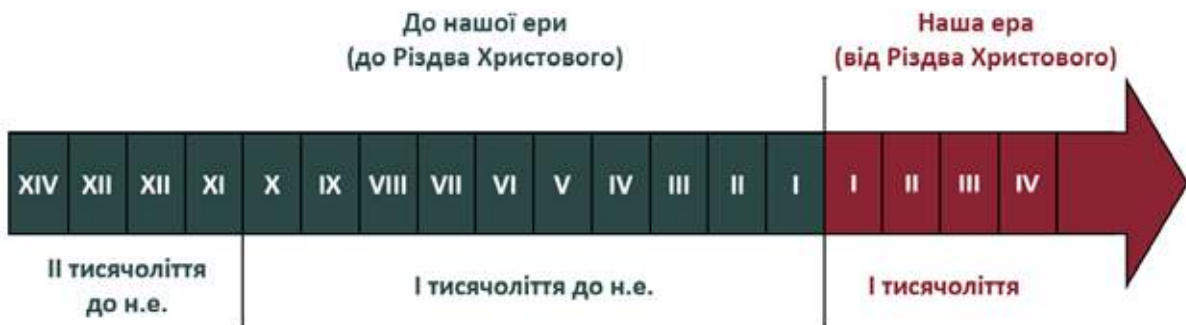 До нашої ери
(до Різдва Христового)
Наша ера
(від Різдва Христового)
XIV XII XII XI X IX VIII VII VI V IV III II I I II III IV
II тисячоліття
до н.е.
I тисячоліття до н.е.
I тисячоліття